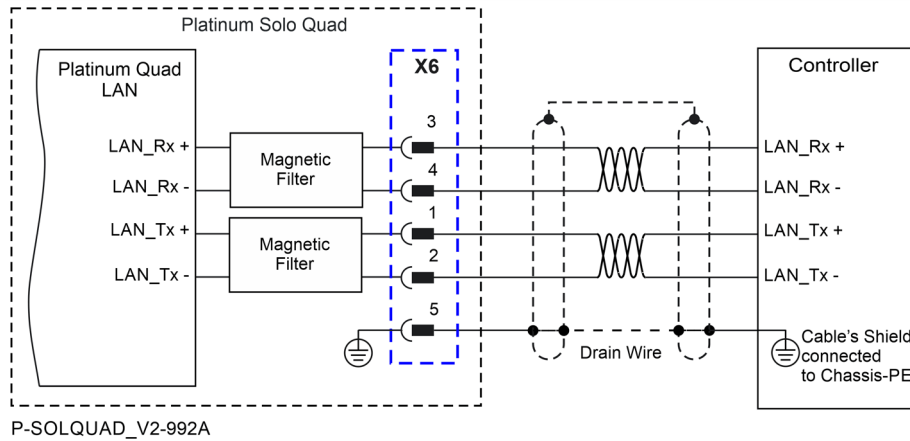 Platinum Solo Quad
Platinum Quad
LAN
X6
Controller
3
LAN_Rx +
Magnetic
Filter
LAN_Rx +
4
LAN_Rx -
LAN_Rx -
1
LAN_Tx +
Magnetic
Filter
LAN_Tx +
2
LAN_Tx -
LAN_Tx -
5
Drain Wire
Cable's Shield
connected
to Chassis-PE
P-SOLQUAD_V2-992A